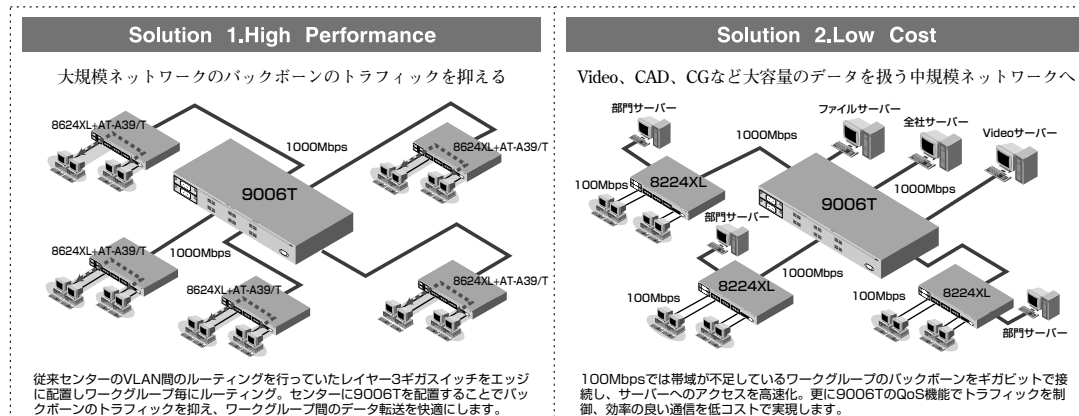 Solution 1.High Performance
大規模ネットワークのバックボーンのトラフィックを抑える
8624XL+AT-A39/T
1000Mbps
8624XL+AT-A39/T
9006T
8624XL+AT-A39/T
1000Mbps
8624XL+AT-A39/T
8624XL+AT-A39/T
従来センターのVLAN間のルーティングを行っていたレイヤー3ギガスイッチをエッジ
に配置しワークグループ毎にルーティング。センターに9006Tを配置することでバッ
クボーンのトラフィックを抑え、ワークグループ間のデータ転送を快適にします。
Solution 2.Low Cost
Video、CAD、CGなど大容量のデータを扱う中規模ネットワークへ
部門サーバー
ファイルサーバー
全社サーバー
Videoサーバー
1000Mbps
100Mbps
8224XL
1000Mbps
9006T
部門サーバー
1000Mbps
100Mbps
8224XL
100Mbps
8224XL
部門サーバー
100Mbpsでは帯域が不足しているワークグループのバックボーンをギガビットで接
続し、サーバーへのアクセスを高速化。更に9006TのQoS機能でトラフィックを制
御、効率の良い通信を低コストで実現します。